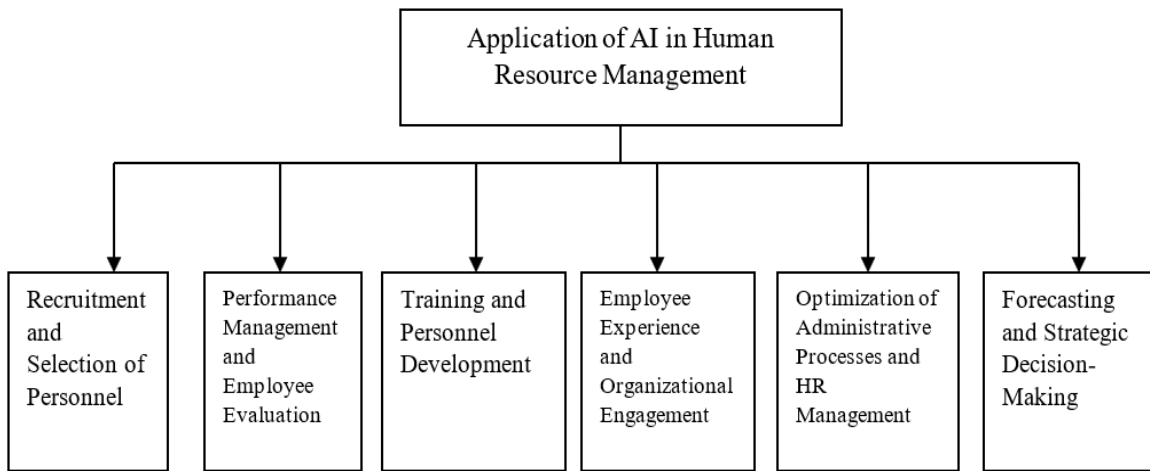 Application of AI in Human
Resource Management
Recruitment
and
Selection of
Personnel
Performance
Management
and
Employee
Evaluation
Training and
Personnel
Development
Employee
Experience
and
Organizational
Engagement
Optimization of
Administrative
Processes and
HR
Management
Forecasting
and Strategic
Decision-
Making